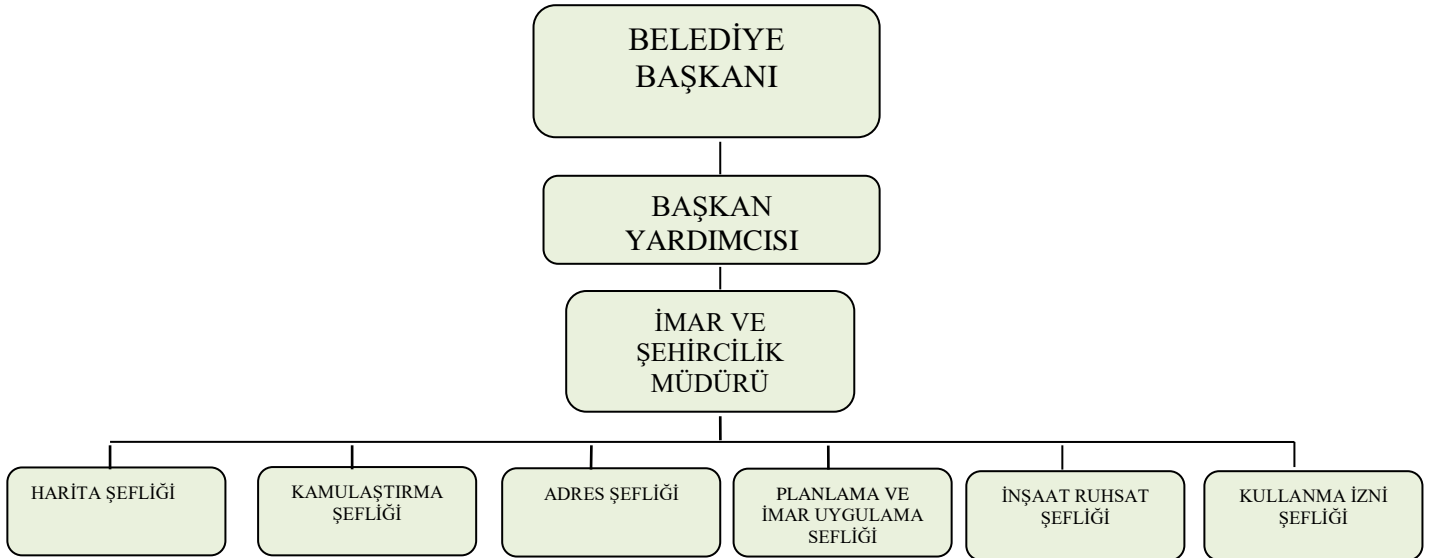 BELEDİYE
BAŞKANI
BAŞKAN
YARDIMCISI
İMAR VE
ŞEHİRCİLİK
MÜDÜRÜ
HARİTA ŞEFLİĞİ
KAMULAŞTIRMA
ŞEFLİĞİ
ADRES ŞEFLİĞİ
PLANLAMA VE
İMAR UYGULAMA
SEFLİĞİ
İNŞAAT RUHSAT
ŞEFLİĞİ
KULLANMA İZNİ
ŞEFLİĞİ